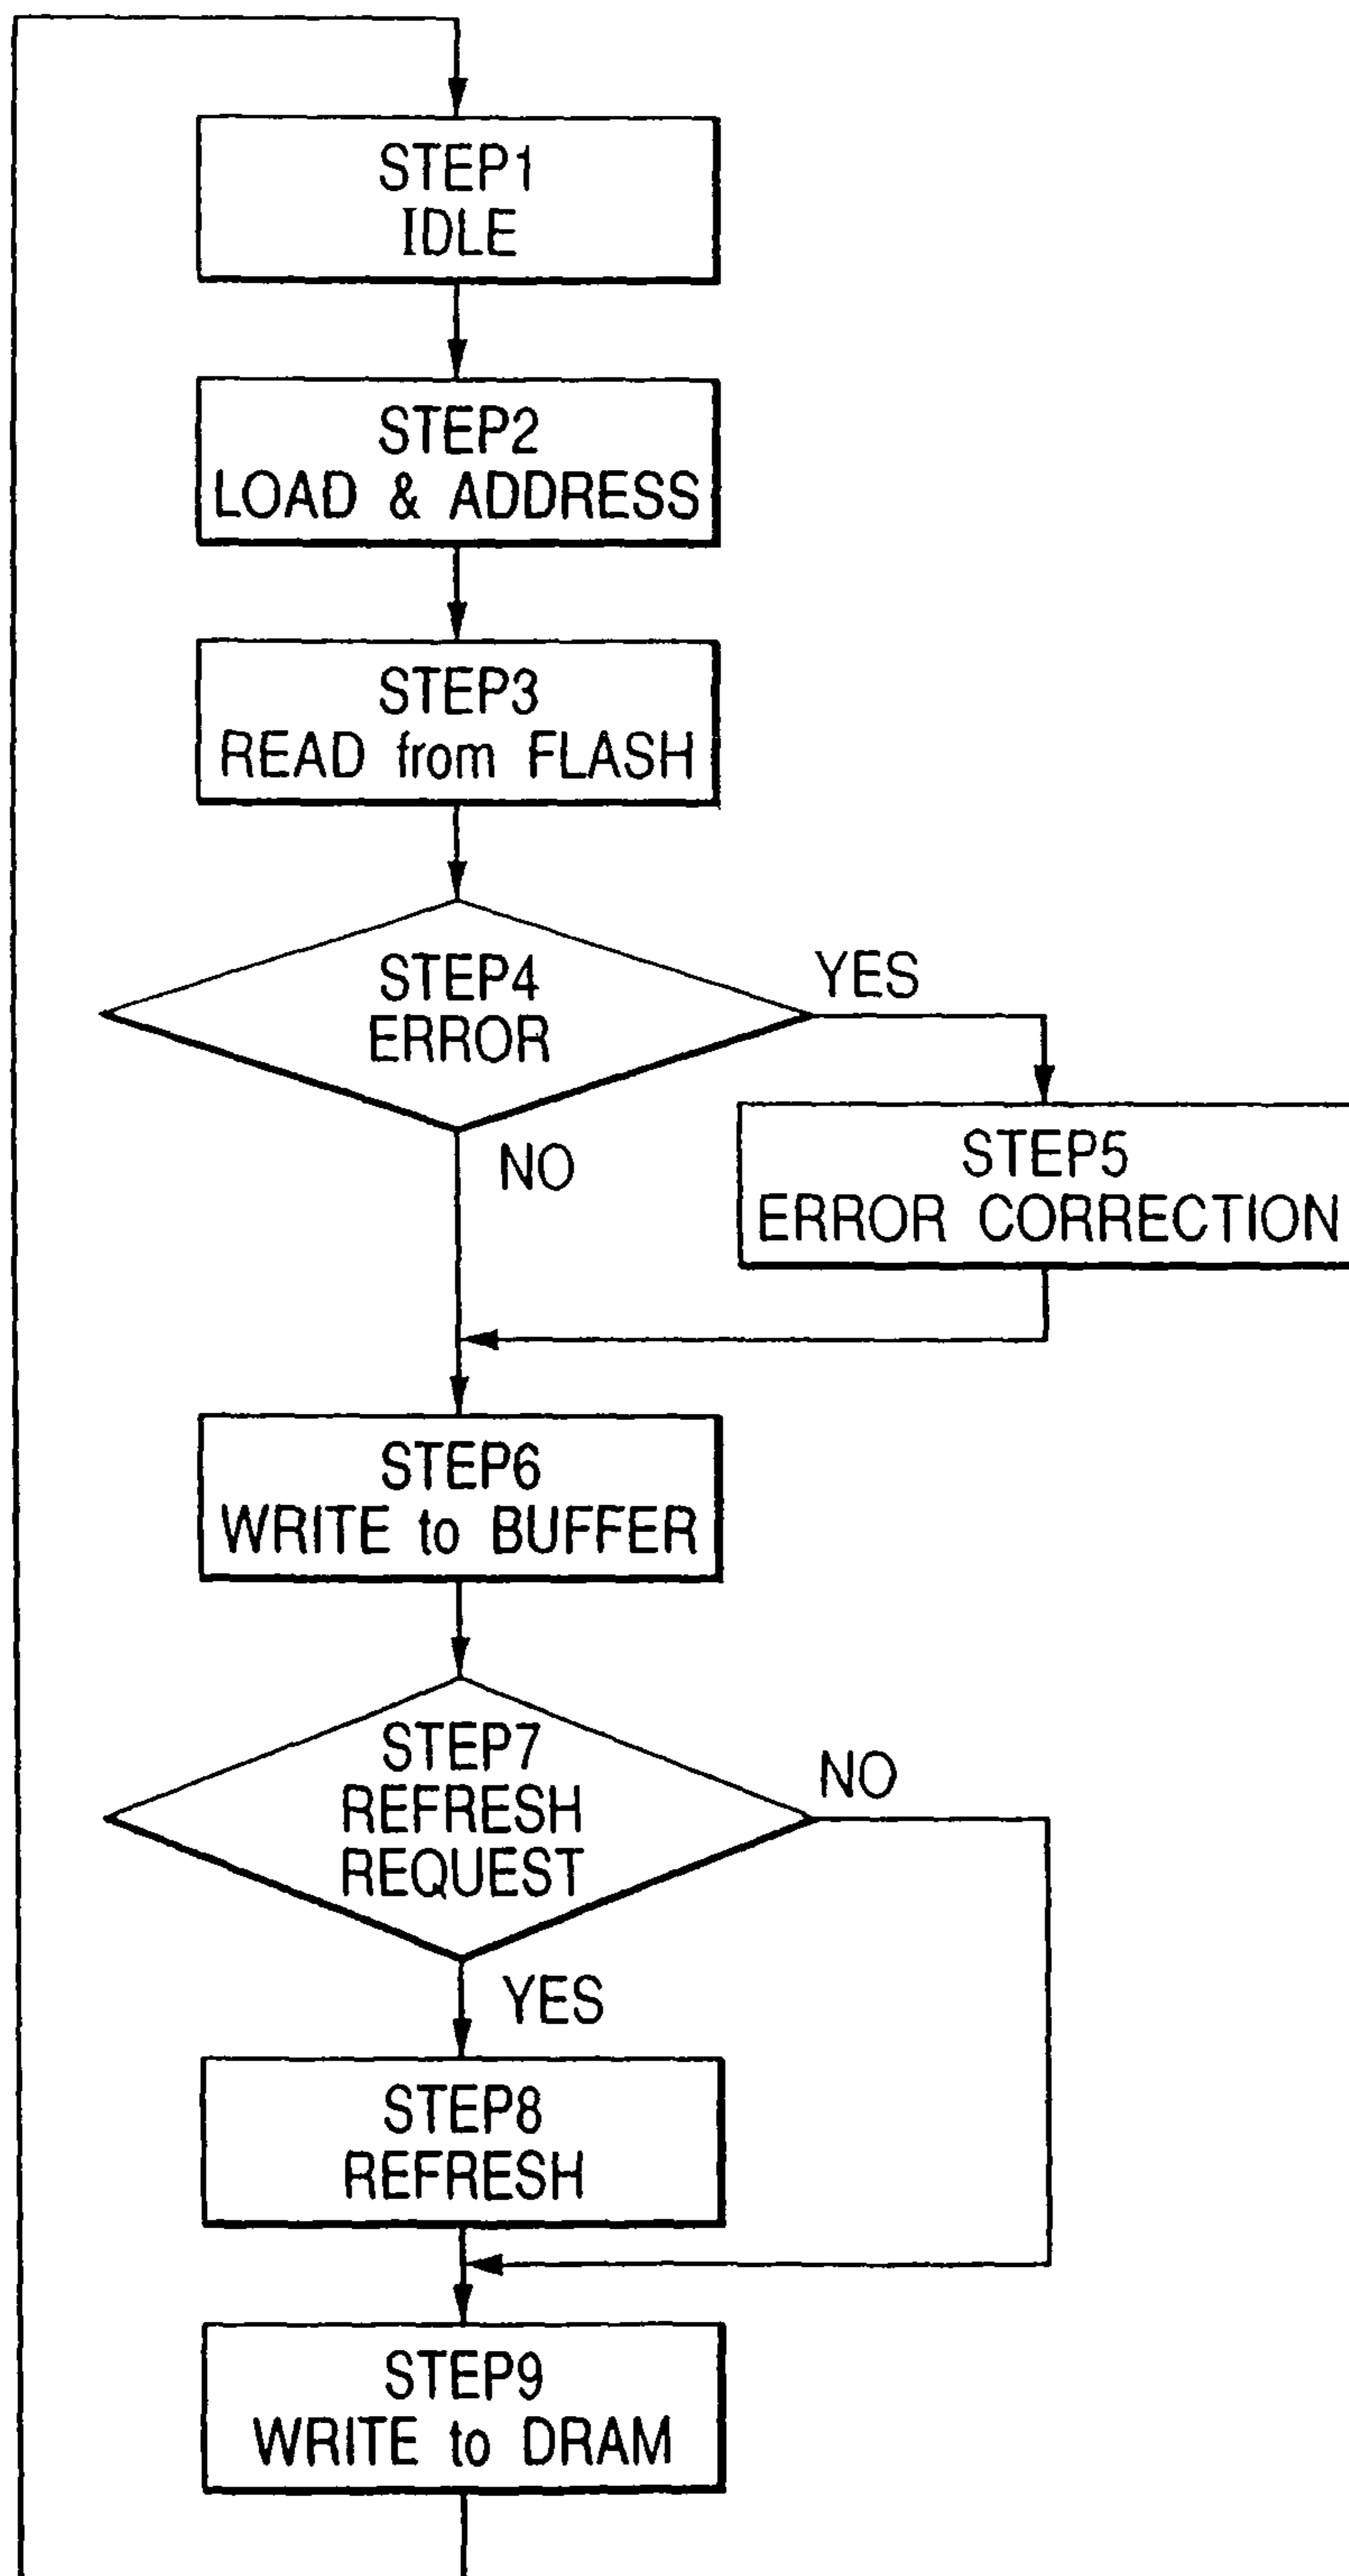 STEP1
IDLE
STEP2
LOAD & ADDRESS
STEP3
READ from FLASH
STEP4
ERROR
YES
NO
STEP5
ERROR CORRECTION
STEP6
WRITE to BUFFER
STEP7
REFRESH
REQUEST
NO
YES
STEP8
REFRESH
STEP9
WRITE to DRAM